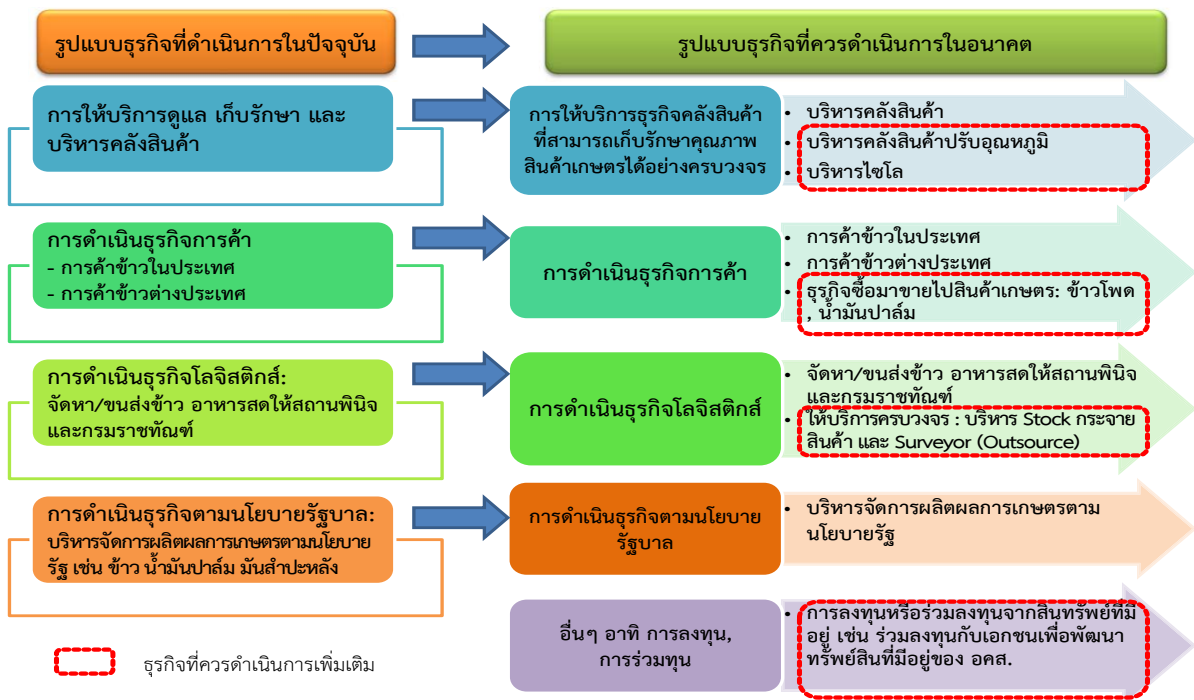 รูปแบบธุรกิจที่ดำเนินการในปัจจุบัน
รูปแบบธุรกิจที่ควรดำเนินการในอนาคต
การให้บริการดูแล เก็บรักษา และ
บริหารคลังสินค้า
การให้บริการธุรกิจคลังสินค้า
ที่สามารถเก็บรักษาคุณภาพ
สินค้าเกษตรได้อย่างครบวงจร
• บริหารคลังสินค้า
• บริหารคลังสินค้าปรับอุณหภูมิ
• บริหารไซโล
การดำเนินธุรกิจการค้า
- การค้าข้าวในประเทศ
- การค้าข้าวต่างประเทศ
การดำเนินธุรกิจการค้า
• การค้าข้าวในประเทศ
• การค้าข้าวต่างประเทศ
• ธุรกิจซื้อมาขายไปสินค้าเกษตร: ข้าวโพด
, น้ำมันปาล์ม
การดำเนินธุรกิจโลจิสติกส์:
จัดหา/ขนส่งข้าว อาหารสดให้สถานพินิจ
และกรมราชทัณฑ์
การดำเนินธุรกิจโลจิสติกส์
• จัดหา/ขนส่งข้าว อาหารสดให้สถานพินิจ
และกรมราชทัณฑ์
• ให้บริการครบวงจร : บริหาร Stock กระจาย
สินค้า และ Surveyor (Outsource)
การดำเนินธุรกิจตามนโยบายรัฐบาล:
บริหารจัดการผลิตผลการเกษตรตามนโยบาย
รัฐ เช่น ข้าว น้ำมันปาล์ม มันสำปะหลัง
การดำเนินธุรกิจตามนโยบาย
รัฐบาล
• บริหารจัดการผลิตผลการเกษตรตาม
นโยบายรัฐ
อื่นๆ อาทิ การลงทุน,
การร่วมทุน
• การลงทุนหรือร่วมลงทุนจากสินทรัพย์ที่มี
อยู่ เช่น ร่วมลงทุนกับเอกชนเพื่อพัฒนา
ทรัพย์สินที่มีอยู่ของ อคส.
ธุรกิจที่ควรดำเนินการเพิ่มเติม